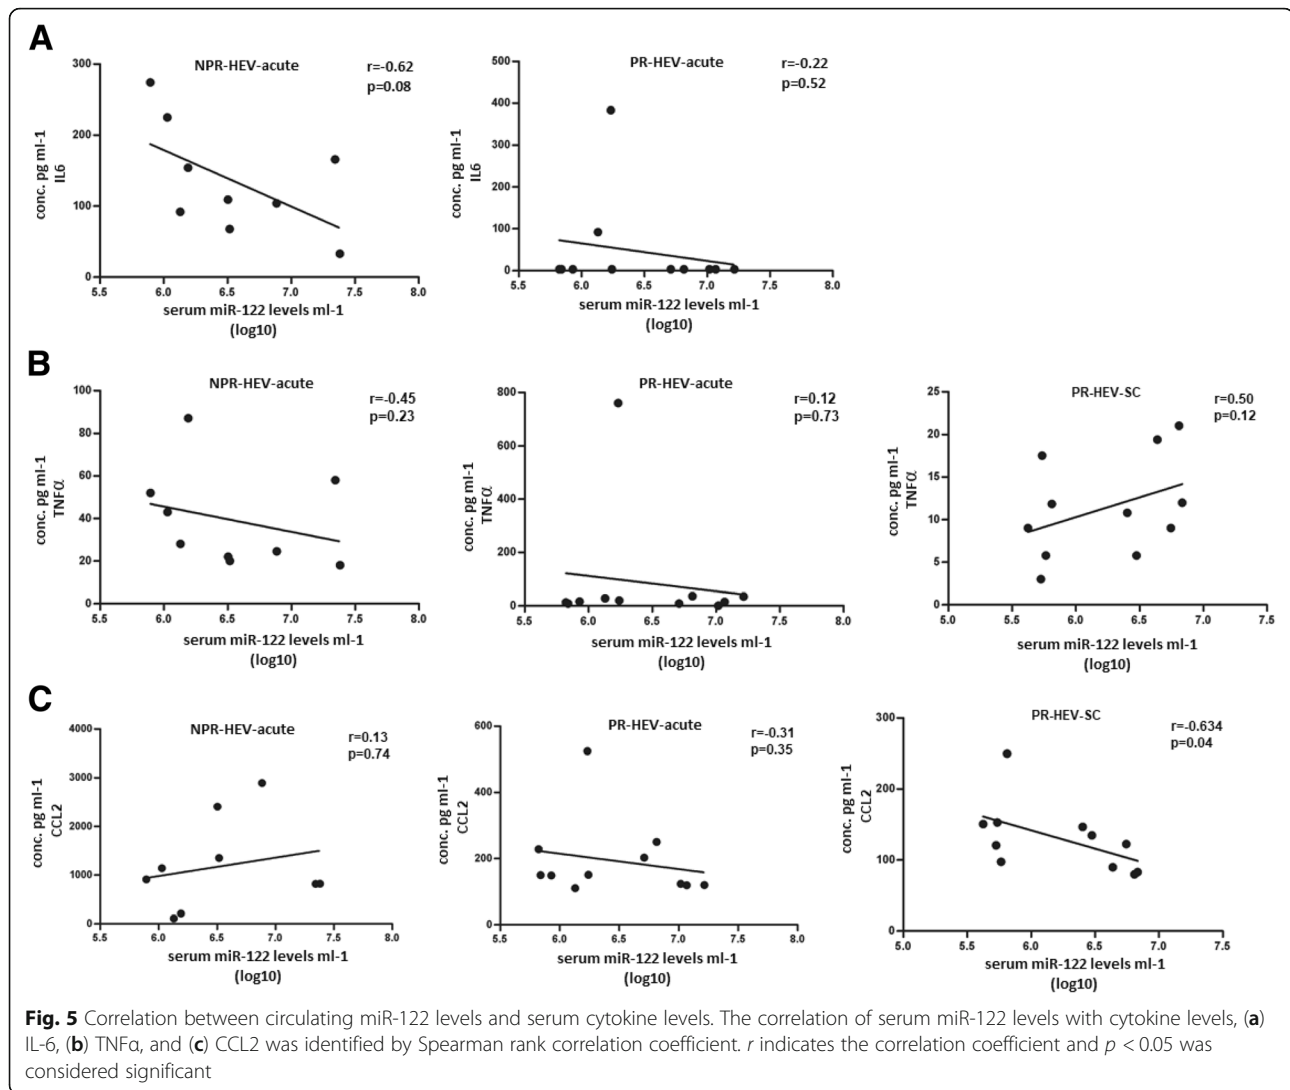 A
NPR-HEV-acute
r=-0.62
p=0.08
conc. pg ml-1
IL6
300
200
100
0
5.5 6.0 6.5 7.0 7.5 8.0
serum miR-122 levels ml-1
(log10)
PR-HEV-acute
r=-0.22
p=0.52
conc. pg ml-1
IL6
500
400
300
200
100
0
5.5 6.0 6.5 7.0 7.5 8.0
serum miR-122 levels ml-1
(log10)
B
NPR-HEV-acute
r=-0.45
p=0.23
conc. pg ml-1
TNFα
100
80
60
40
20
0
5.5 6.0 6.5 7.0 7.5 8.0
serum miR-122 levels ml-1
(log10)
PR-HEV-acute
r=0.12
p=0.73
conc. pg ml-1
TNFα
800
600
400
200
0
5.5 6.0 6.5 7.0 7.5 8.0
serum miR-122 levels ml-1
(log10)
PR-HEV-SC
r=0.50
p=0.12
conc. pg ml-1
TNFα
25
20
15
10
5
0
5.0 5.5 6.0 6.5 7.0 7.5
serum miR-122 levels ml-1
(log10)
C
NPR-HEV-acute
r=0.13
p=0.74
conc. pg ml-1
CCL2
4000
3000
2000
1000
0
5.5 6.0 6.5 7.0 7.5 8.0
serum miR-122 levels ml-1
(log10)
PR-HEV-acute
r=-0.31
p=0.35
conc. pg ml-1
CCL2
600
400
200
0
5.5 6.0 6.5 7.0 7.5 8.0
serum miR-122 levels ml-1
(log10)
PR-HEV-SC
r=-0.634
p=0.04
conc. pg ml-1
CCL2
300
200
100
0
5.0 5.5 6.0 6.5 7.0 7.5
serum miR-122 levels ml-1
(log10)
Fig. 5 Correlation between circulating miR-122 levels and serum cytokine levels. The correlation of serum miR-122 levels with cytokine levels, (a)
IL-6, (b) TNFα, and (c) CCL2 was identified by Spearman rank correlation coefficient. r indicates the correlation coefficient and p < 0.05 was
considered significant